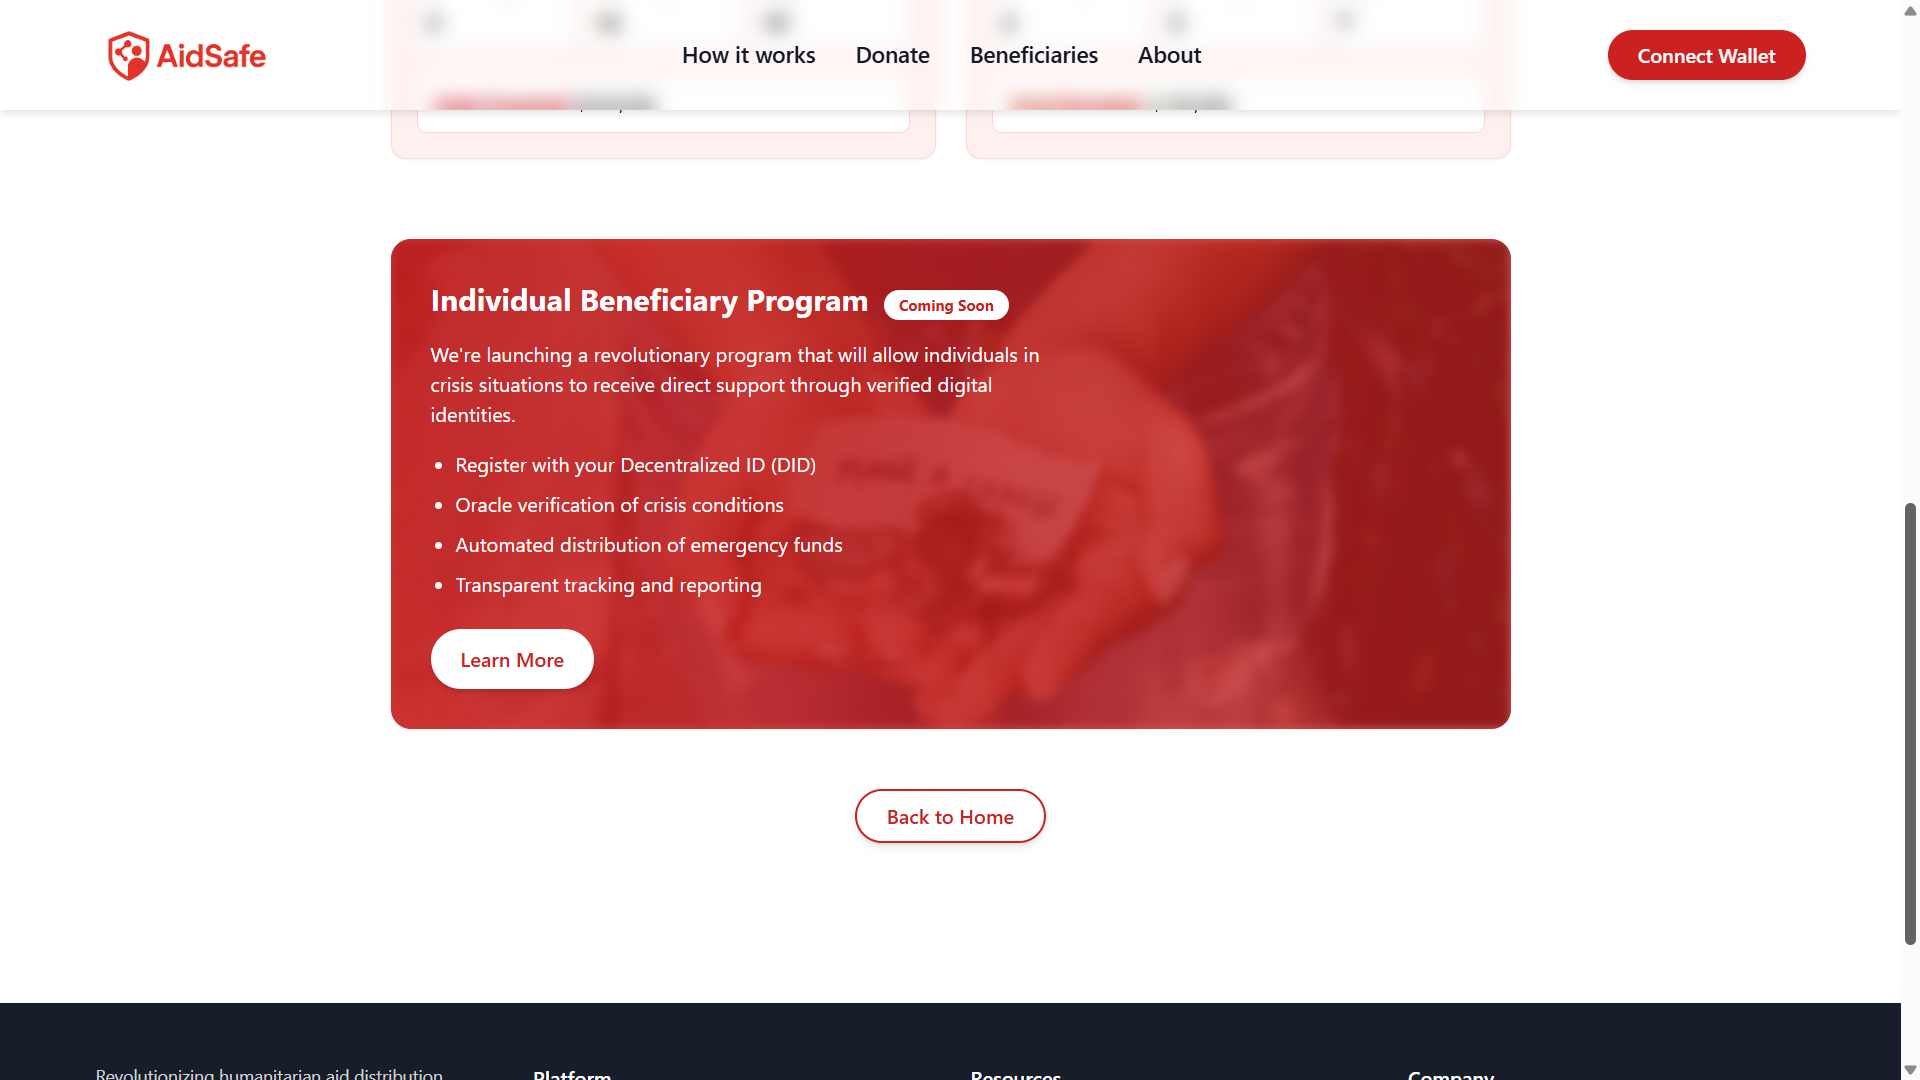 AidSafe
How it works
Donate
Beneficiaries
About
Connect Wallet
Individual Beneficiary Program
Coming Soon
We're launching a revolutionary program that will allow individuals in
crisis situations to receive direct support through verified digital
identities.
• Register with your Decentralized ID (DID)
• Oracle verification of crisis conditions
• Automated distribution of emergency funds
• Transparent tracking and reporting
Learn More
Back to Home
Revolutionizing humanitarian aid distribution
Platform
Resources
Company